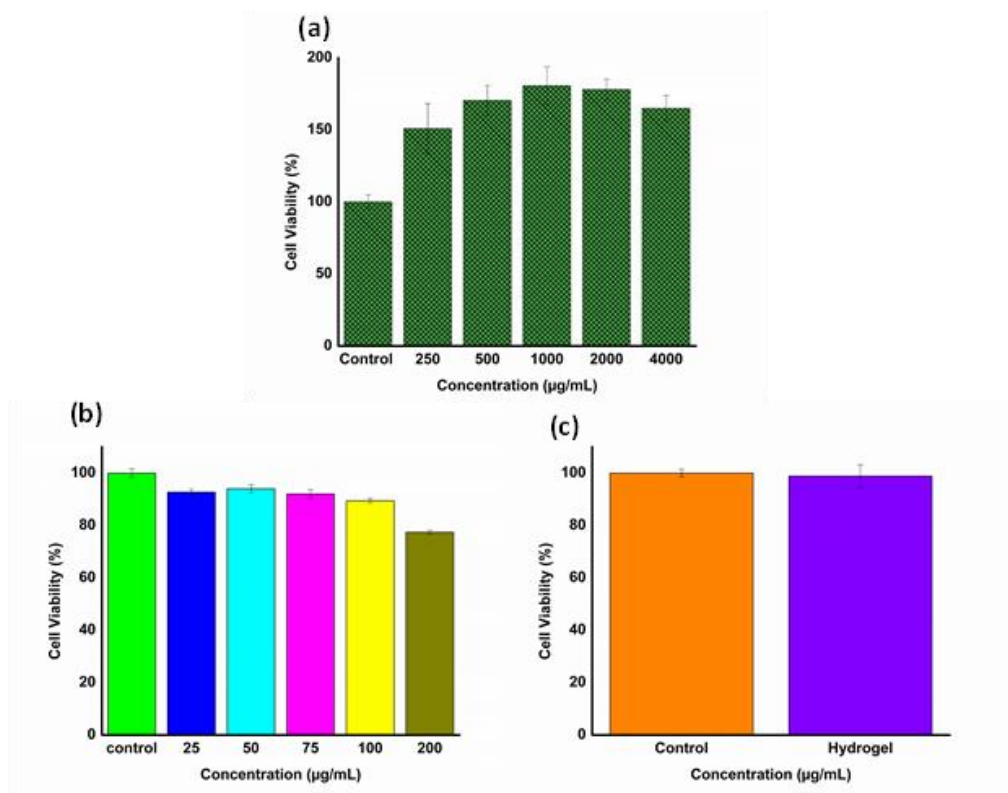 (a)
200
150
100
50
0
Cell Viability (%)
Control 250 500 1000 2000 4000
Concentration (µg/mL)
(b)
100
80
60
40
20
0
Cell Viability (%)
control 25 50 75 100 200
Concentration (µg/mL)
(c)
100
80
60
40
20
0
Cell Viability (%)
Control Hydrogel
Concentration (µg/mL)